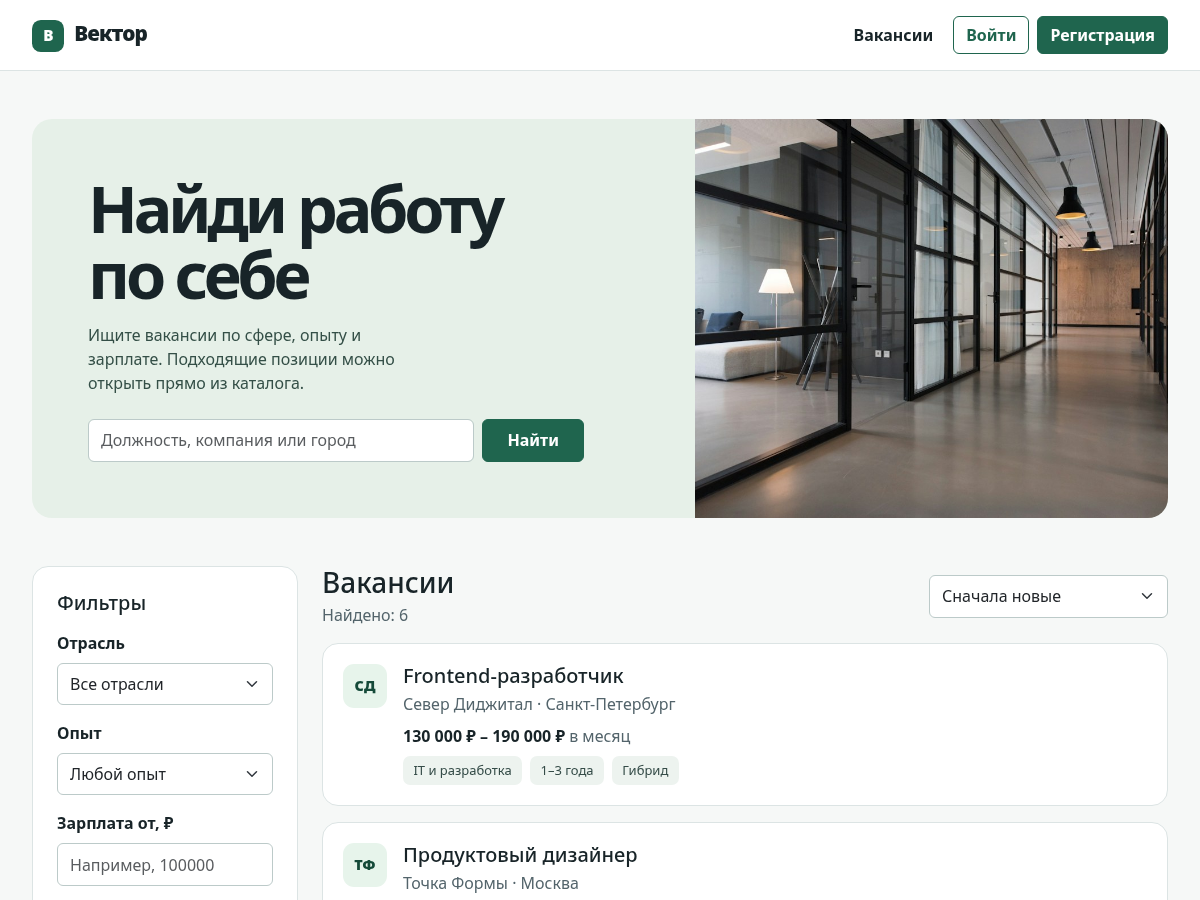 В Вектор
Вакансии Войти Регистрация
Найди работу
по себе
Ищите вакансии по сфере, опыту и
зарплате. Подходящие позиции можно
открыть прямо из каталога.
Должность, компания или город Найти
Фильтры
Отрасль
Все отрасли
Опыт
Любой опыт
Зарплата от, ₽
Например, 100000
Вакансии
Найдено: 6
Сначала новые
СД
Frontend-разработчик
Север Диджитал · Санкт-Петербург
130 000 ₽ – 190 000 ₽ в месяц
IT и разработка 1–3 года Гибрид
ТФ
Продуктовый дизайнер
Точка Формы · Москва